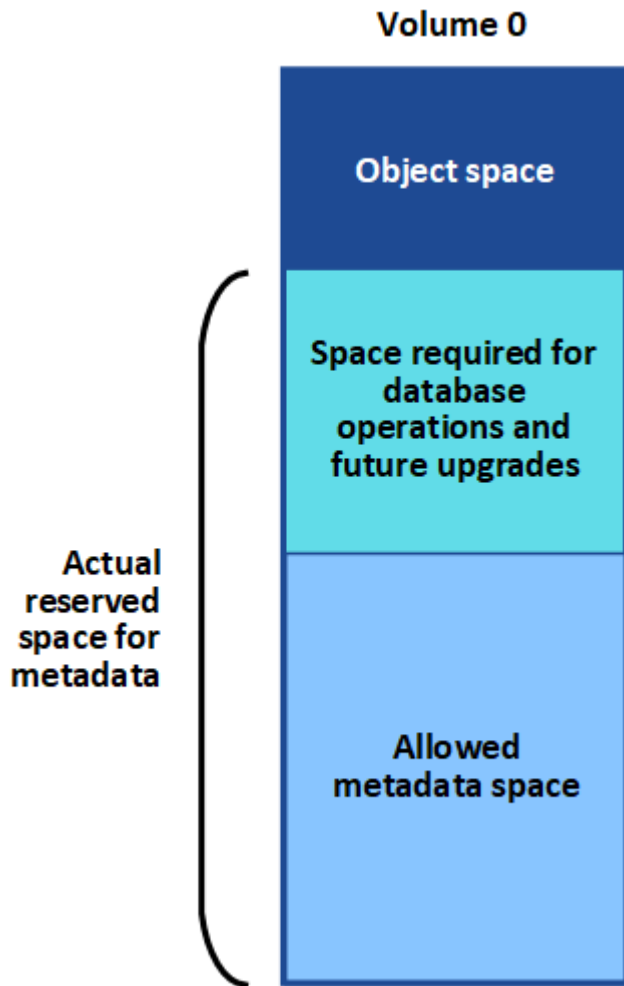 Volume 0
Object space
Space required for
database
operations and
future upgrades
Actual
reserved
space for
metadata
Allowed
metadata space